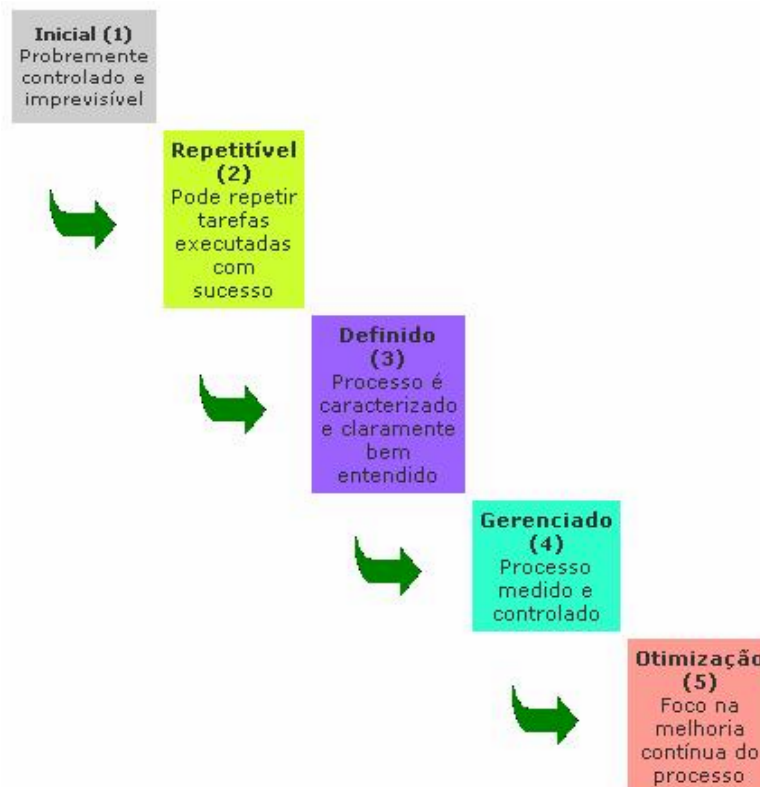 Inicial (1)
Probremente
controlado e
imprevisível
Repetitível
(2)
Pode repetir
tarefas
executadas
com
sucesso
Definido
(3)
Processo é
caracterizado
e claramente
bem
entendido
Gerenciado
(4)
Processo
medido e
controlado
Otimização
(5)
Foco na
melhoria
contínua do
processo